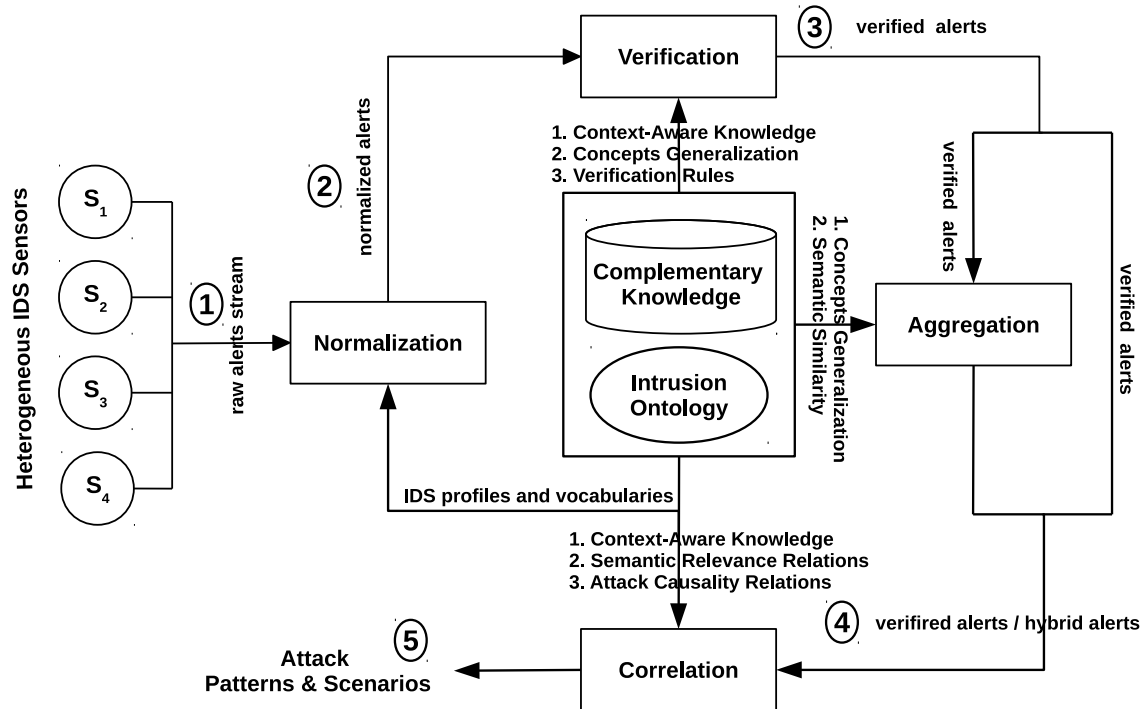 3
verified alerts
Verification
1. Context-Aware Knowledge
2. Concepts Generalization
3. Verification Rules
2
normalized alerts
Heterogeneous IDS Sensors
S1
S2
S3
S4
1
raw alerts stream
Normalization
Complementary
Knowledge
Intrusion
Ontology
1. Concepts Generalization
2. Semantic Similarity
verified alerts
Aggregation
verified alerts
IDS profiles and vocabularies
1. Context-Aware Knowledge
2. Semantic Relevance Relations
3. Attack Causality Relations
4
verifired alerts / hybrid alerts
Correlation
5
Attack
Patterns & Scenarios